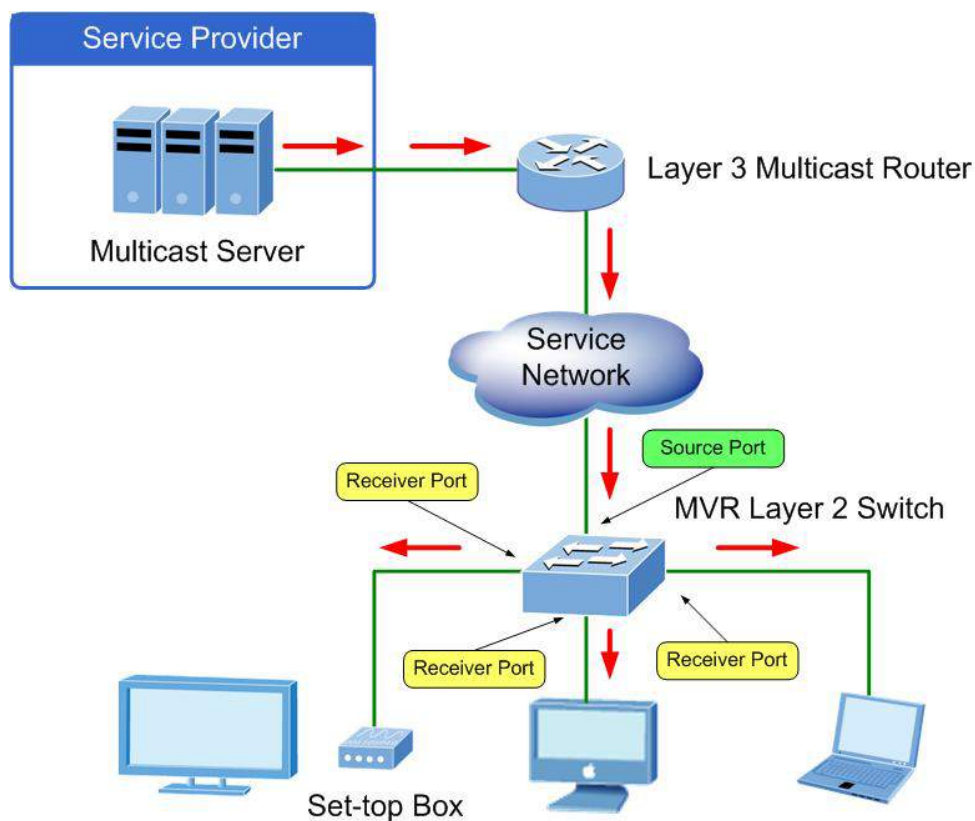 Service Provider
Multicast Server
Layer 3 Multicast Router
Service
Network
Source Port
Receiver Port
MVR Layer 2 Switch
Receiver Port
Receiver Port
Set-top Box